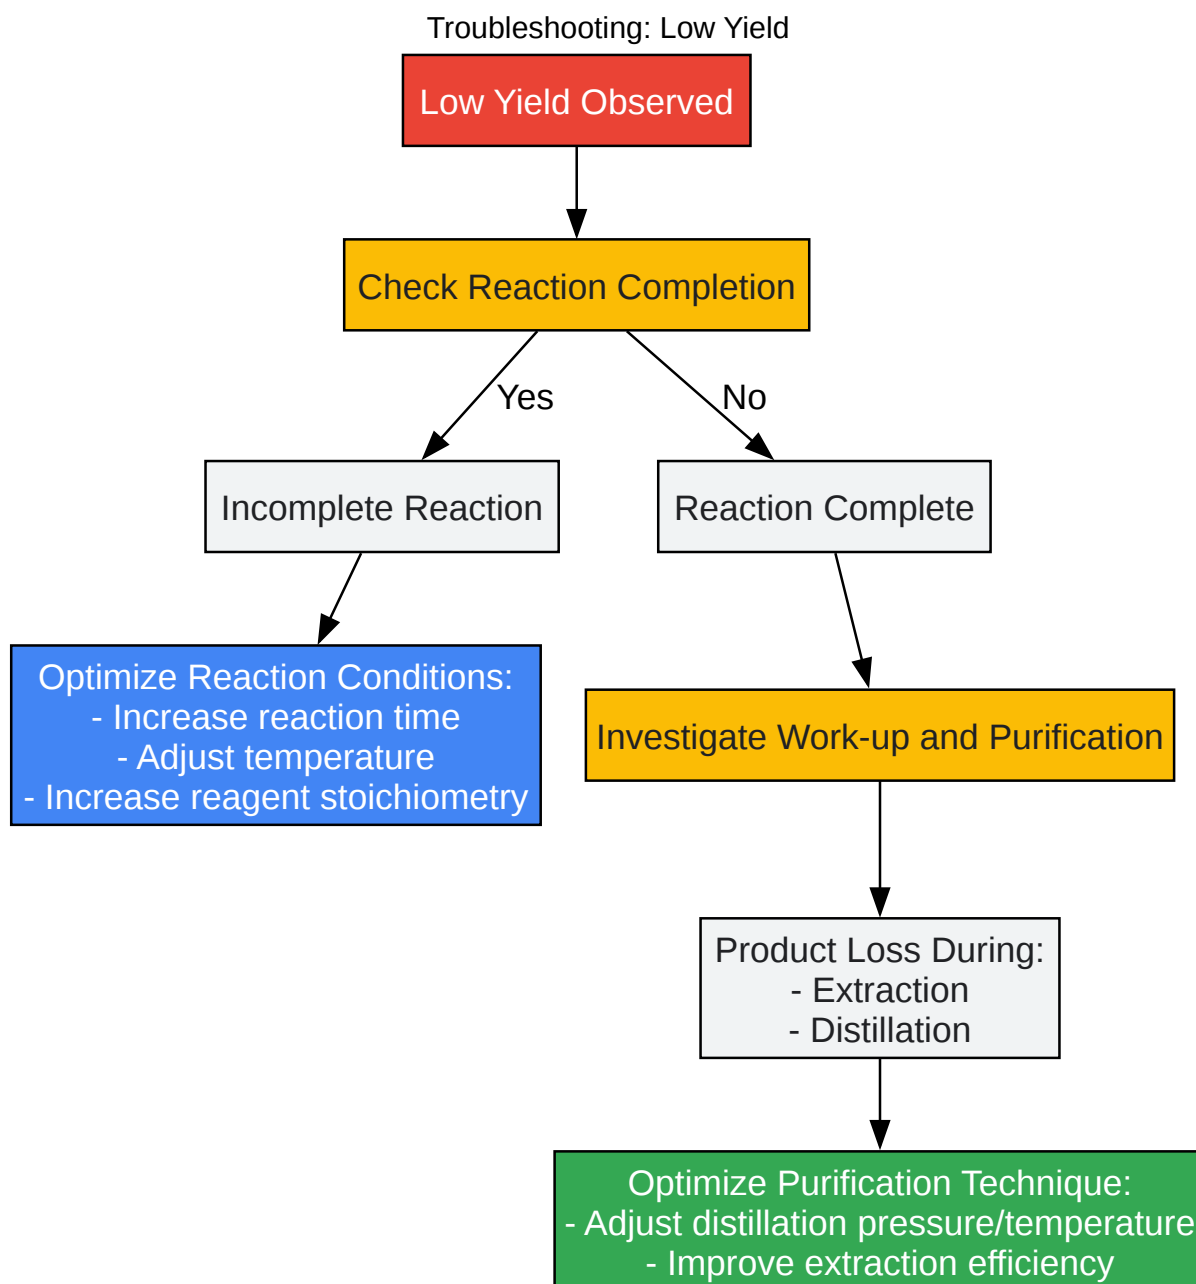 Troubleshooting: Low Yield
Low Yield Observed
Check Reaction Completion
Yes
No
Incomplete Reaction
Reaction Complete
Optimize Reaction Conditions:
- Increase reaction time
- Adjust temperature
- Increase reagent stoichiometry
Investigate Work-up and Purification
Product Loss During:
- Extraction
- Distillation
Optimize Purification Technique:
- Adjust distillation pressure/temperature
- Improve extraction efficiency